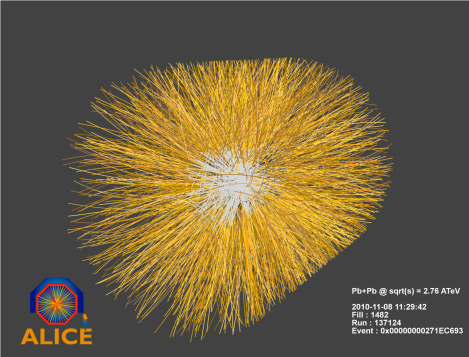 Pb+Pb @ sqrt(s) = 2.76 ATeV
2010-11-08 11:29:42
Fill : 1482
Run : 137124
Event : 0x00000000271EC693
ALICE